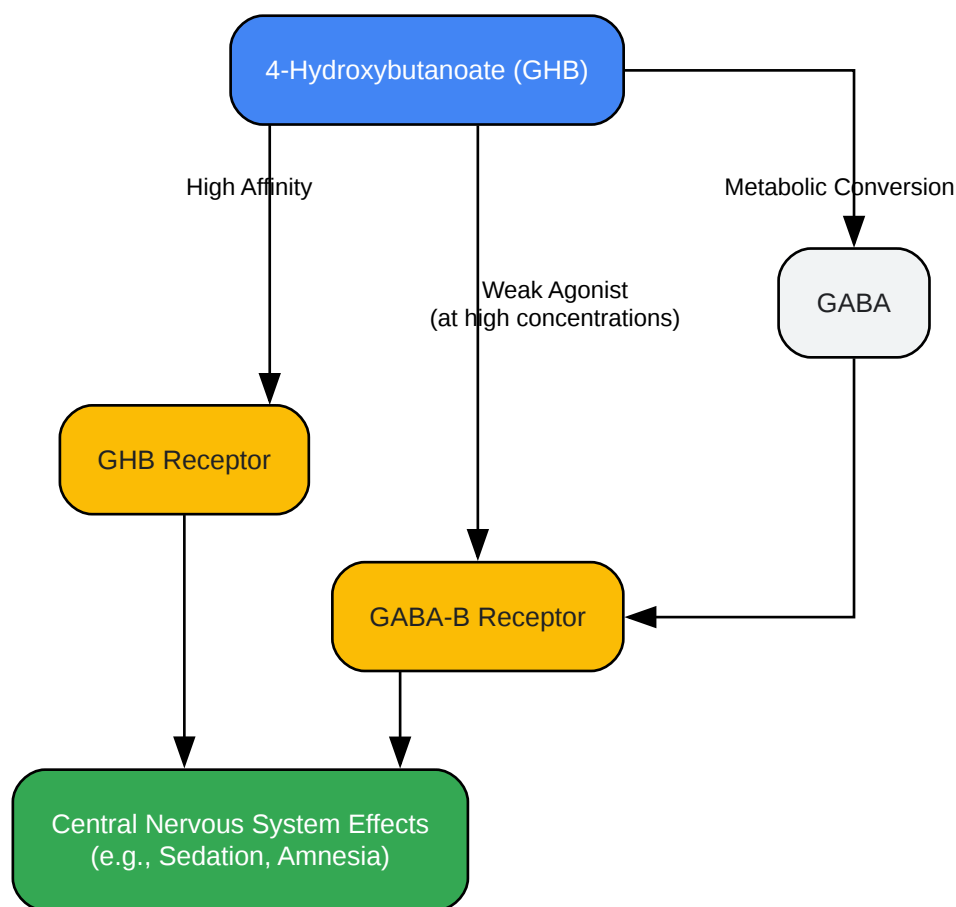 4-Hydroxybutanoate (GHB)
High Affinity
Metabolic Conversion
Weak Agonist
(at high concentrations)
GABA
GHB Receptor
GABA-B Receptor
Central Nervous System Effects
(e.g., Sedation, Amnesia)